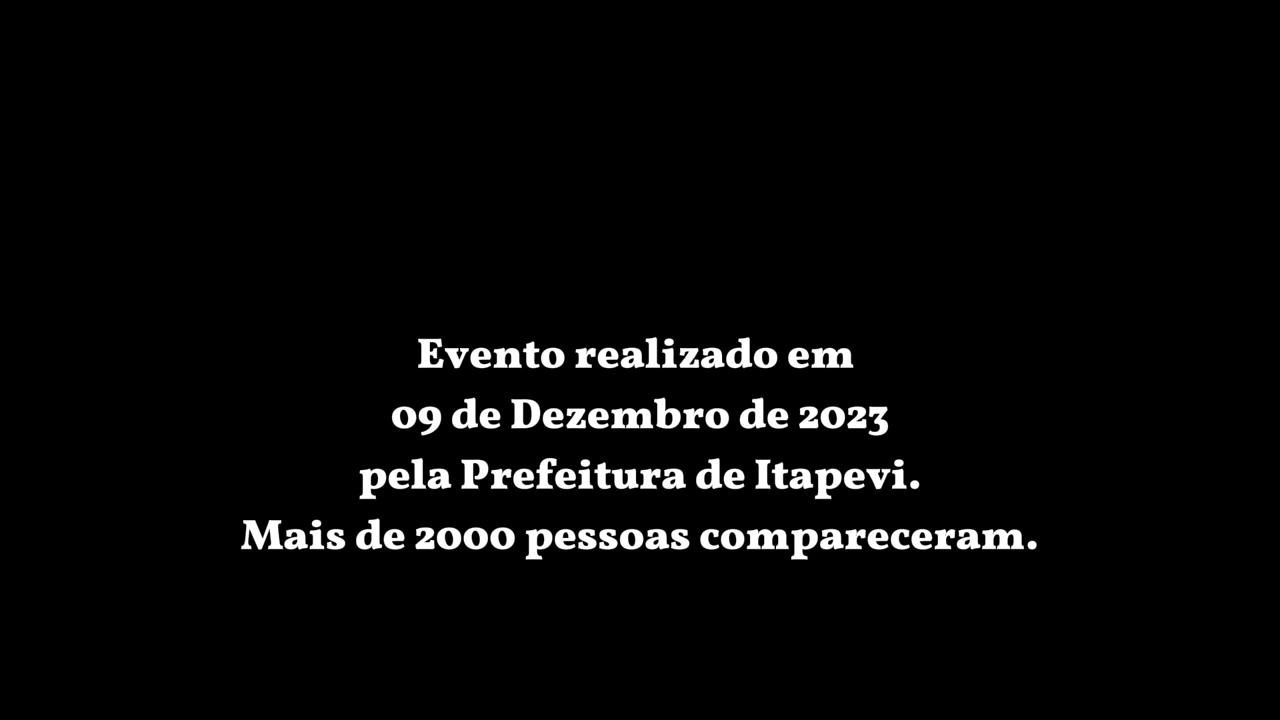 Evento realizado em
09 de Dezembro de 2023
pela Prefeitura de Itapevi.
Mais de 2000 pessoas compareceram.